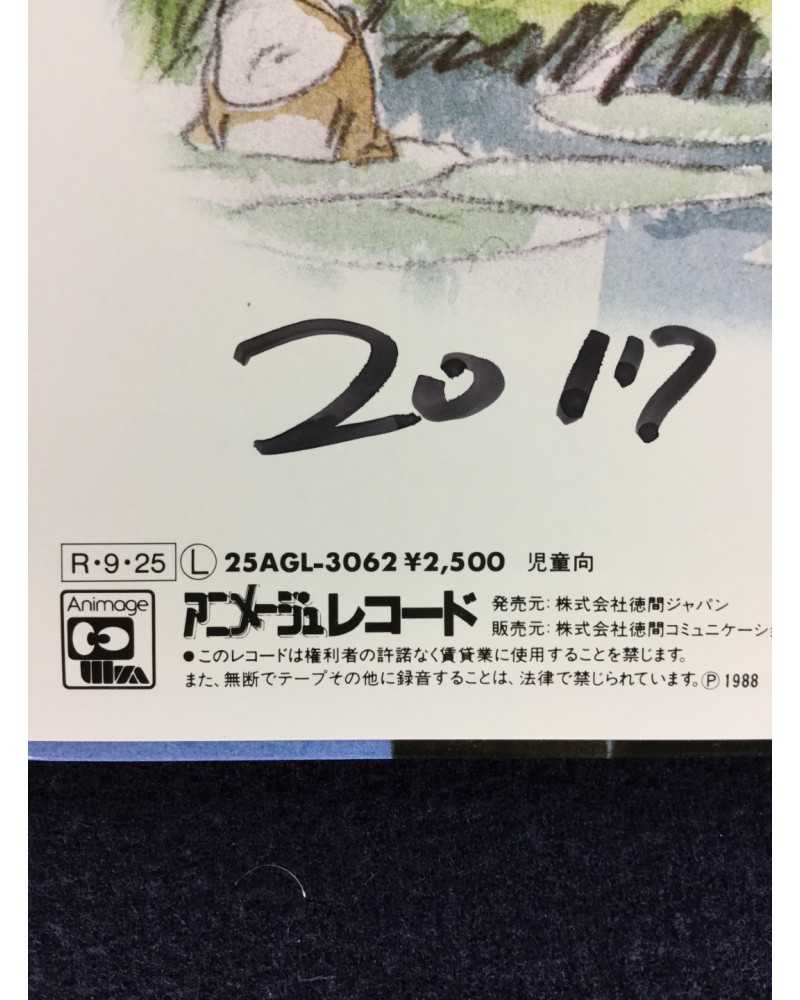 2017
R・9・25 Ⓛ 25AGL-3062 ¥2,500 児童向
Animage アニメージュレコード
発売元: 株式会社徳間ジャパン
販売元: 株式会社徳間コミュニケーショ
●このレコードは権利者の許諾なく賃貸業に使用することを禁じます。
また、無断でテープその他に録音することは、法律で禁じられています。Ⓟ 1988